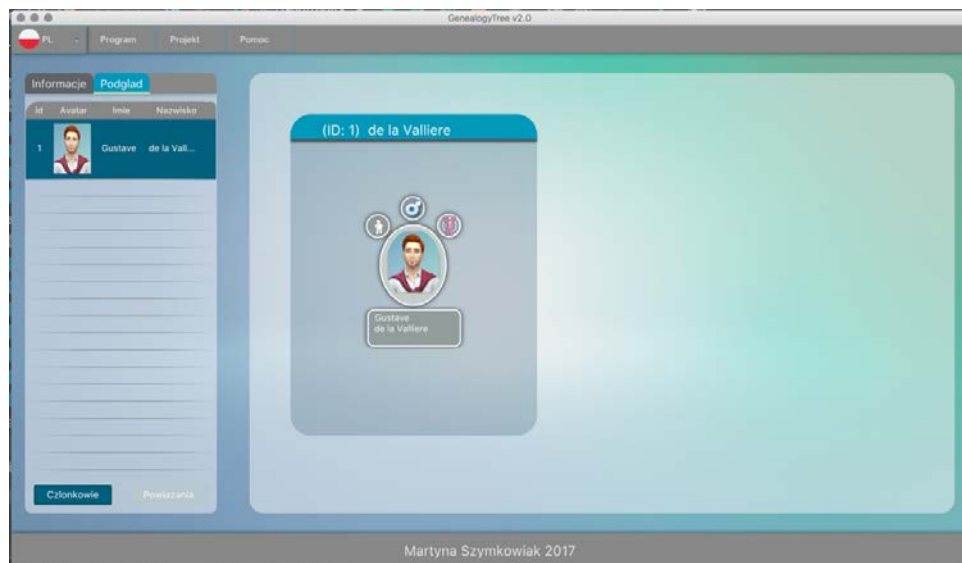 GenealogyTree v2.0
PL Program Projekt Pomoc
Informacje Podglad
id Avatar Imie Nazwisko
1 Gustave de la Vall...
Członkowie Powiazania
(ID: 1) de la Valliere
Gustave
de la Valliere
Martyna Szymkowiak 2017